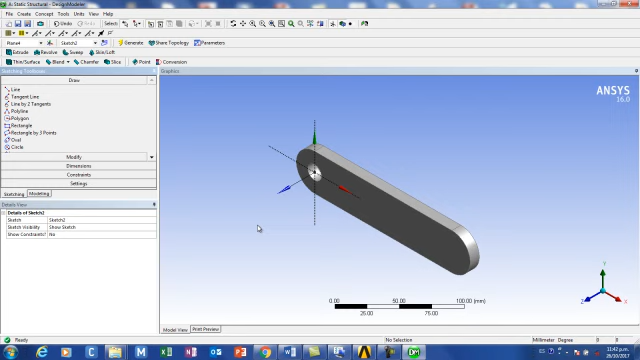 A: Static Structural - DesignModeler
File Create Concept Tools Units View Help
Undo Redo Select:
Plane4 Sketch2 Generate Share Topology Parameters
Extrude Revolve Sweep Skin/Loft
Thin/Surface Blend Chamfer Slice Point Conversion
Sketching Toolboxes Graphics
Draw
Line
Tangent Line
Line by 2 Tangents
Polyline
Polygon
Rectangle
Rectangle by 3 Points
Oval
Circle
Modify
Dimensions
Constraints
Settings
Sketching Modeling
Details View
Details of Sketch2
Sketch Sketch2
Sketch Visibility Show Sketch
Show Constraints? No
ANSYS
16.0
Y
Z X
0.00 50.00 100.00 (mm)
25.00 75.00
Model View Print Preview
Ready No Selection Millimeter Degree 0 0
ES 11:42 p.m.
26/10/2017